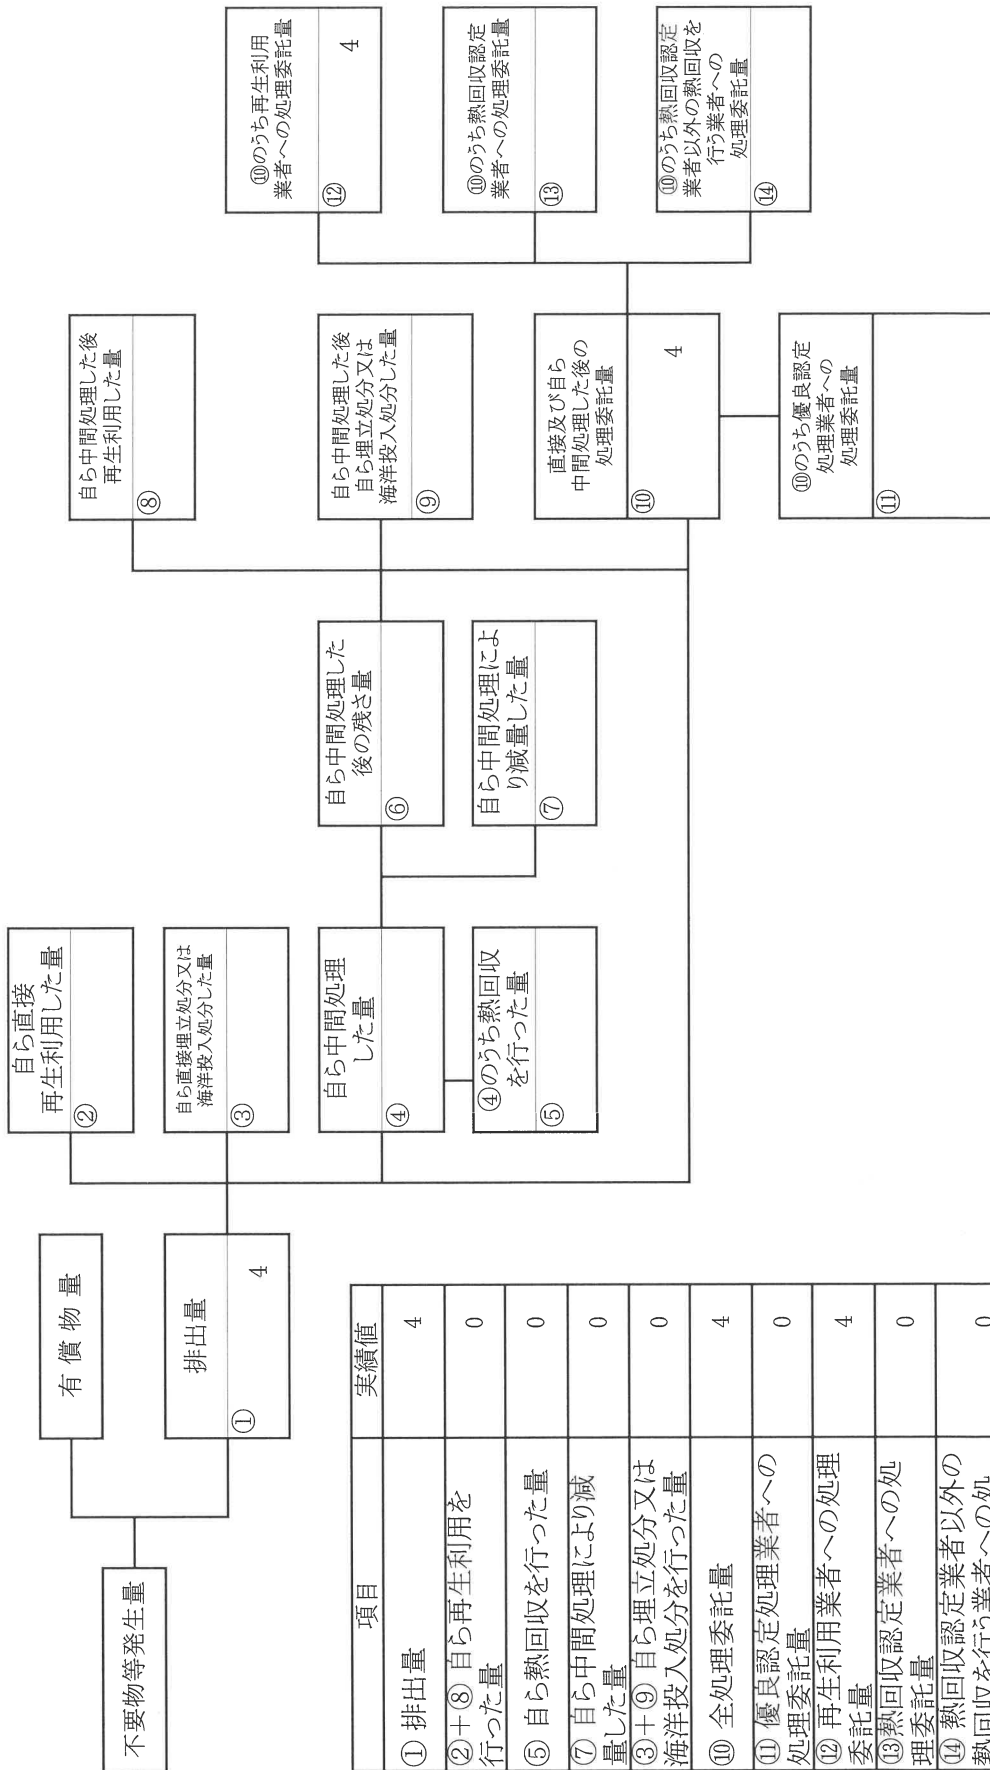 不要物等発生量
有償物量
排出量
① 4
自ら直接
再生利用した量
②
自ら直接埋立処分又は
海洋投入処分した量
③
自ら中間処理
した量
④
④のうち熱回収
を行った量
⑤
自ら中間処理した
後の残さ量
⑥
自ら中間処理によ
り減量した量
⑦
自ら中間処理した後
再生利用した量
⑧
自ら中間処理した後
自ら埋立処分又は
海洋投入処分した量
⑨
直接及び自ら
中間処理した後の
処理委託量
⑩ 4
⑩のうち優良認定
処理業者への
処理委託量
⑪
⑩のうち再生利用
業者への処理委託量
⑫ 4
⑩のうち熱回収認定
業者への処理委託量
⑬
⑩のうち熱回収認定
業者以外の熱回収を
行う業者への
処理委託量
⑭
項目 実績値
① 排出量 4
②+⑧ 自ら再生利用を
行った量 0
⑤ 自ら熱回収を行った量 0
⑦ 自ら中間処理により減
量した量 0
③+⑨ 自ら埋立処分又は
海洋投入処分を行った量 0
⑩ 全処理委託量 4
⑪ 優良認定処理業者への
処理委託量 0
⑫ 再生利用業者への処理
委託量 4
⑬熱回収認定業者への処
理委託量 0
⑭ 熱回収認定業者以外の
熱回収を行う業者への処 0